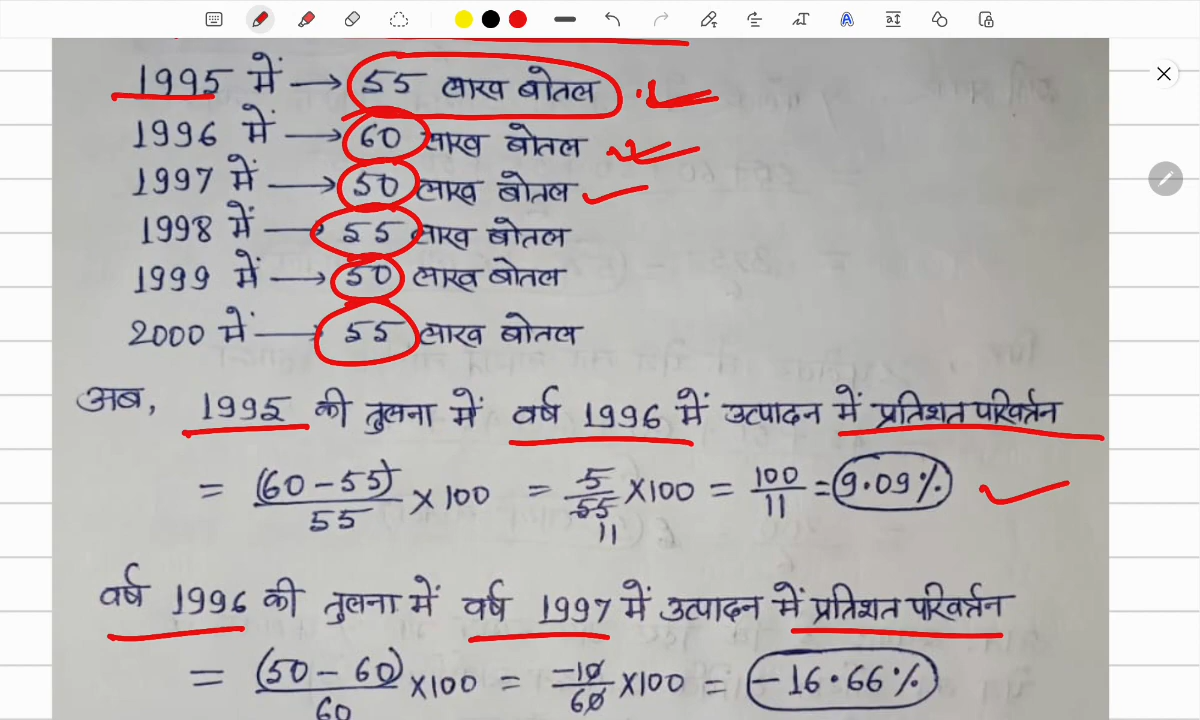 1995 में → 55 लाख बोतल
1996 में → 60 लाख बोतल
1997 में → 50 लाख बोतल
1998 में → 55 लाख बोतल
1999 में → 50 लाख बोतल
2000 में → 55 लाख बोतल
अब, 1995 की तुलना में वर्ष 1996 में उत्पादन में प्रतिशत परिवर्त्तन
= (60-55)/55 ×100 = 5/55 11 ×100 = 100/11 = 9.09%
वर्ष 1996 की तुलना में वर्ष 1997 में उत्पादन में प्रतिशत परिवर्त्तन
= (50-60)/60 ×100 = -10/60 ×100 = -16.66%